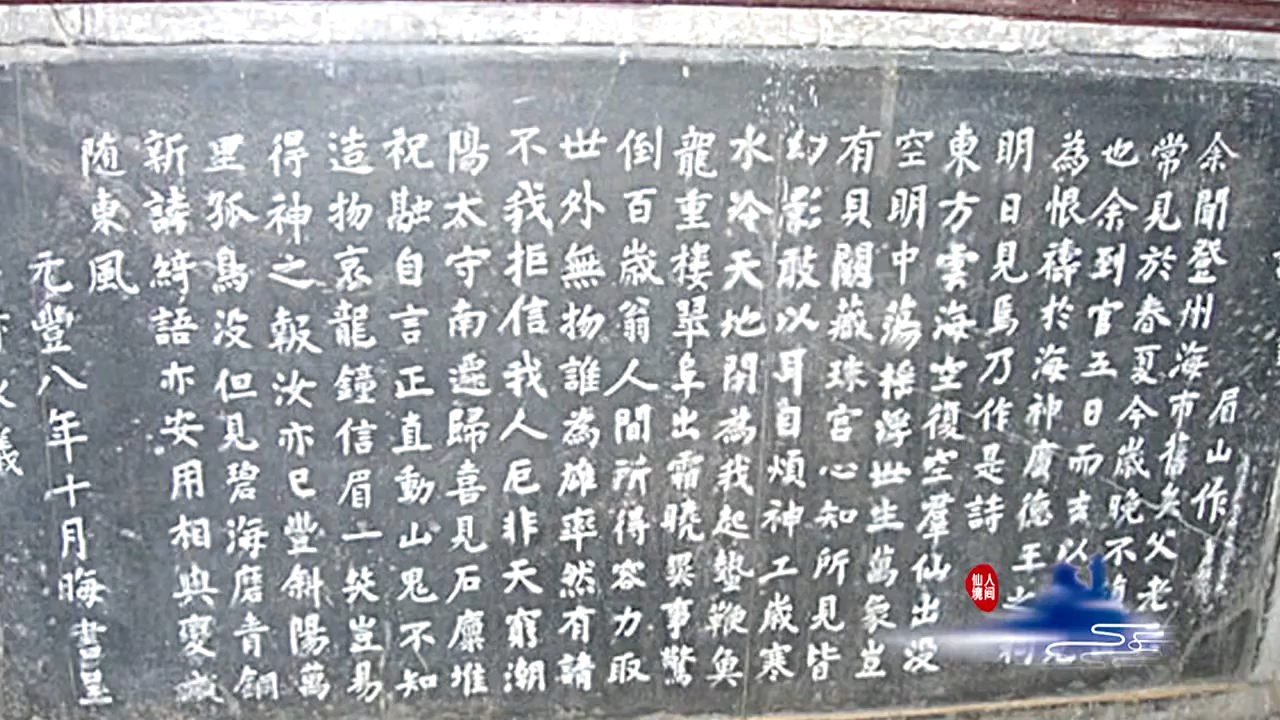 眉山作
余聞登州海市舊矣父老
常見於春夏今歲晚不
也余到官五日而去以
為恨禱於海神廣德王之
明日見焉乃作是詩
東方雲海空復空羣仙出没
空明中蕩搖浮世生萬象豈
有貝闕藏珠宮心知所見皆
幻影敢以耳目煩神工歲寒
水冷天地閉為我起蟄鞭魚
龍重樓翠阜出霜曉異事驚
倒百歲翁人間所得容力取
世外無物誰為雄率然有請
不我拒信我人厄非天窮潮
陽太守南遷歸喜見石廩堆
祝融自言正直動山鬼不知
造物哀龍鐘信眉一笑豈易
得神之報汝亦已豐斜陽萬
里孤鳥没但見碧海磨青銅
新詩綺語亦安用相與變滅
随東風
元豐八年十月晦書呈
議
人间仙境